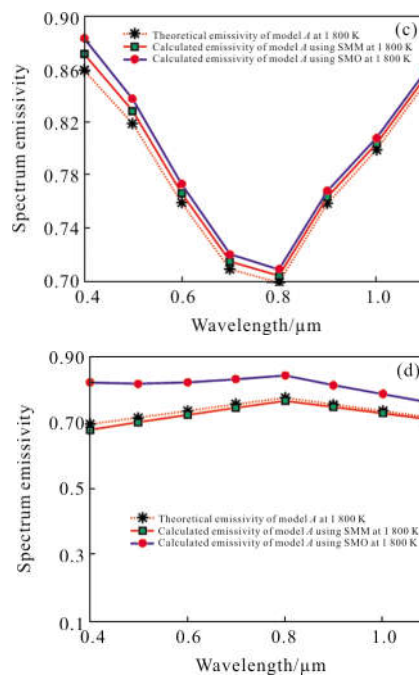 (c)
Theoretical emissivity of model A at 1 800 K
Calculated emissivity of model A using SMM at 1 800 K
Calculated emissivity of model A using SMO at 1 800 K
0.90
0.86
0.82
0.78
0.74
0.70
Spectrum emissivity
0.4
0.6
0.8
1.0
Wavelength/μm
(d)
0.90
0.70
0.5
0.3
0.1
Spectrum emissivity
Theoretical emissivity of model A at 1 800 K
Calculated emissivity of model A using SMM at 1 800 K
Calculated emissivity of model A using SMO at 1 800 K
0.4
0.6
0.8
1.0
Wavelength/μm